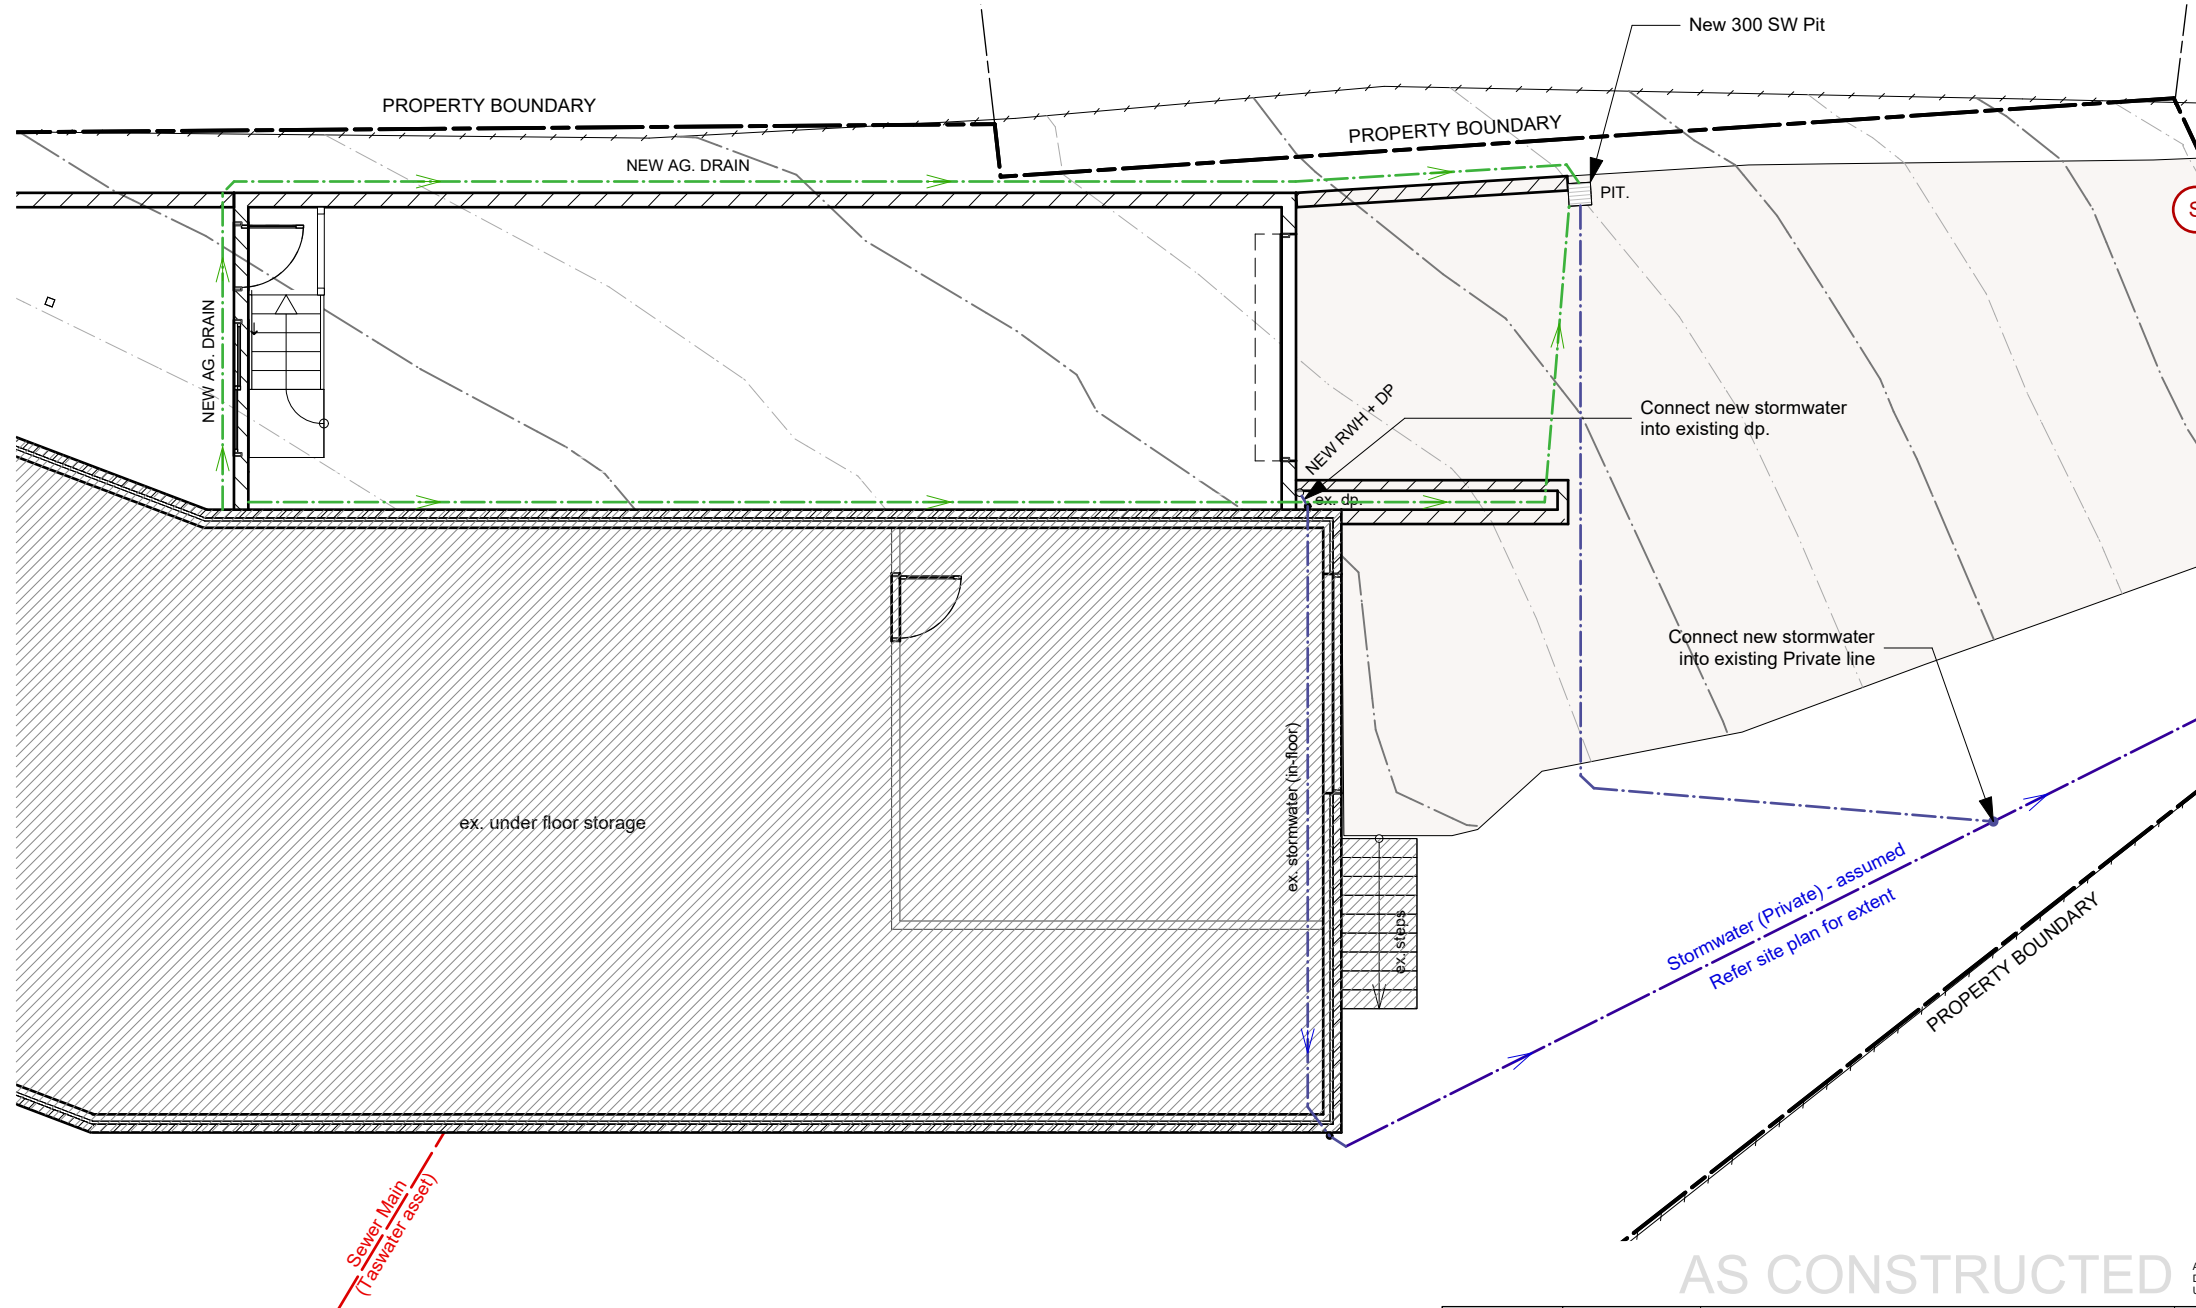 New 300 SW Pit
PROPERTY BOUNDARY
PROPERTY BOUNDARY
NEW AG. DRAIN
PIT.
S
NEW AG. DRAIN
NEW RWH + DP
Connect new stormwater
into existing dp.
ex. dp.
Connect new stormwater
into existing Private line
ex. stormwater (in-floor)
ex. under floor storage
ex. steps
Stormwater (Private) - assumed
Refer site plan for extent
PROPERTY BOUNDARY
Sewer Main
(Taswater asset)
AS CONSTRUCTED